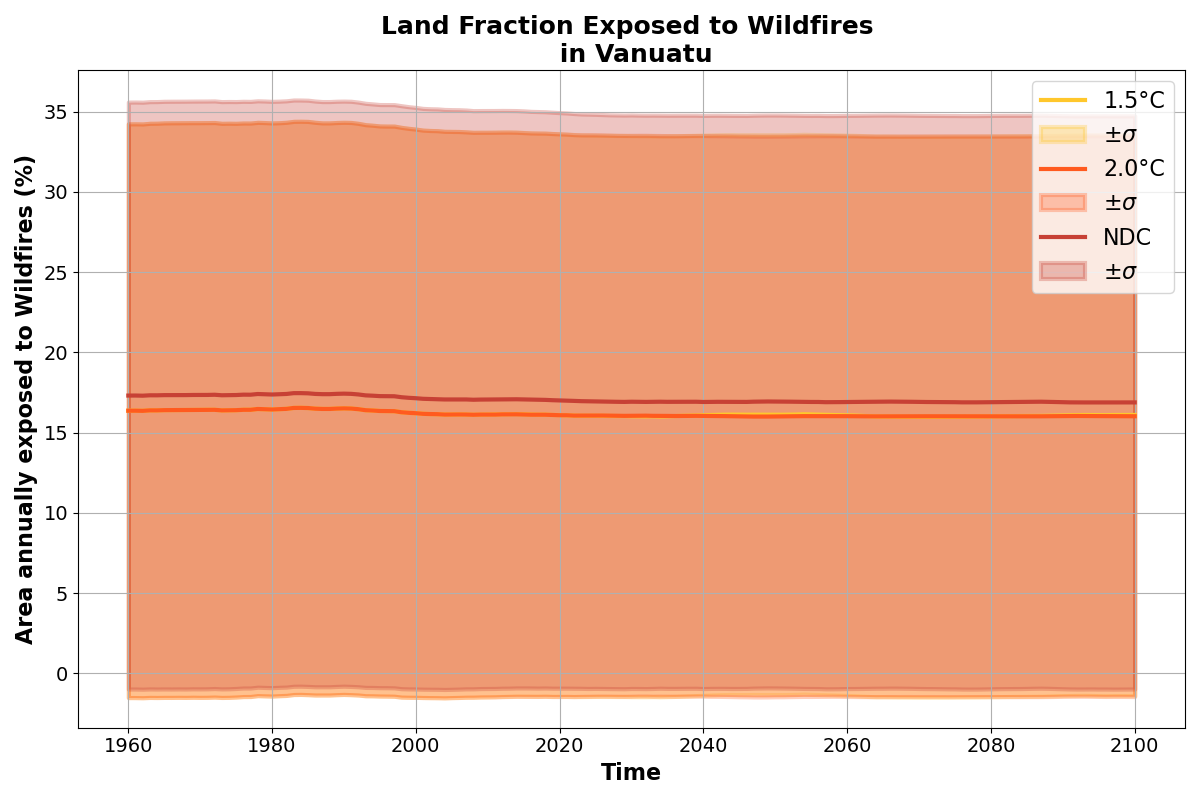 Land Fraction Exposed to Wildfires
in Vanuatu
Area annually exposed to Wildfires (%)
35
30
25
20
15
10
5
0
1960
1980
2000
2020
2040
2060
2080
2100
Time
1.5°C
±σ
2.0°C
±σ
NDC
±σ